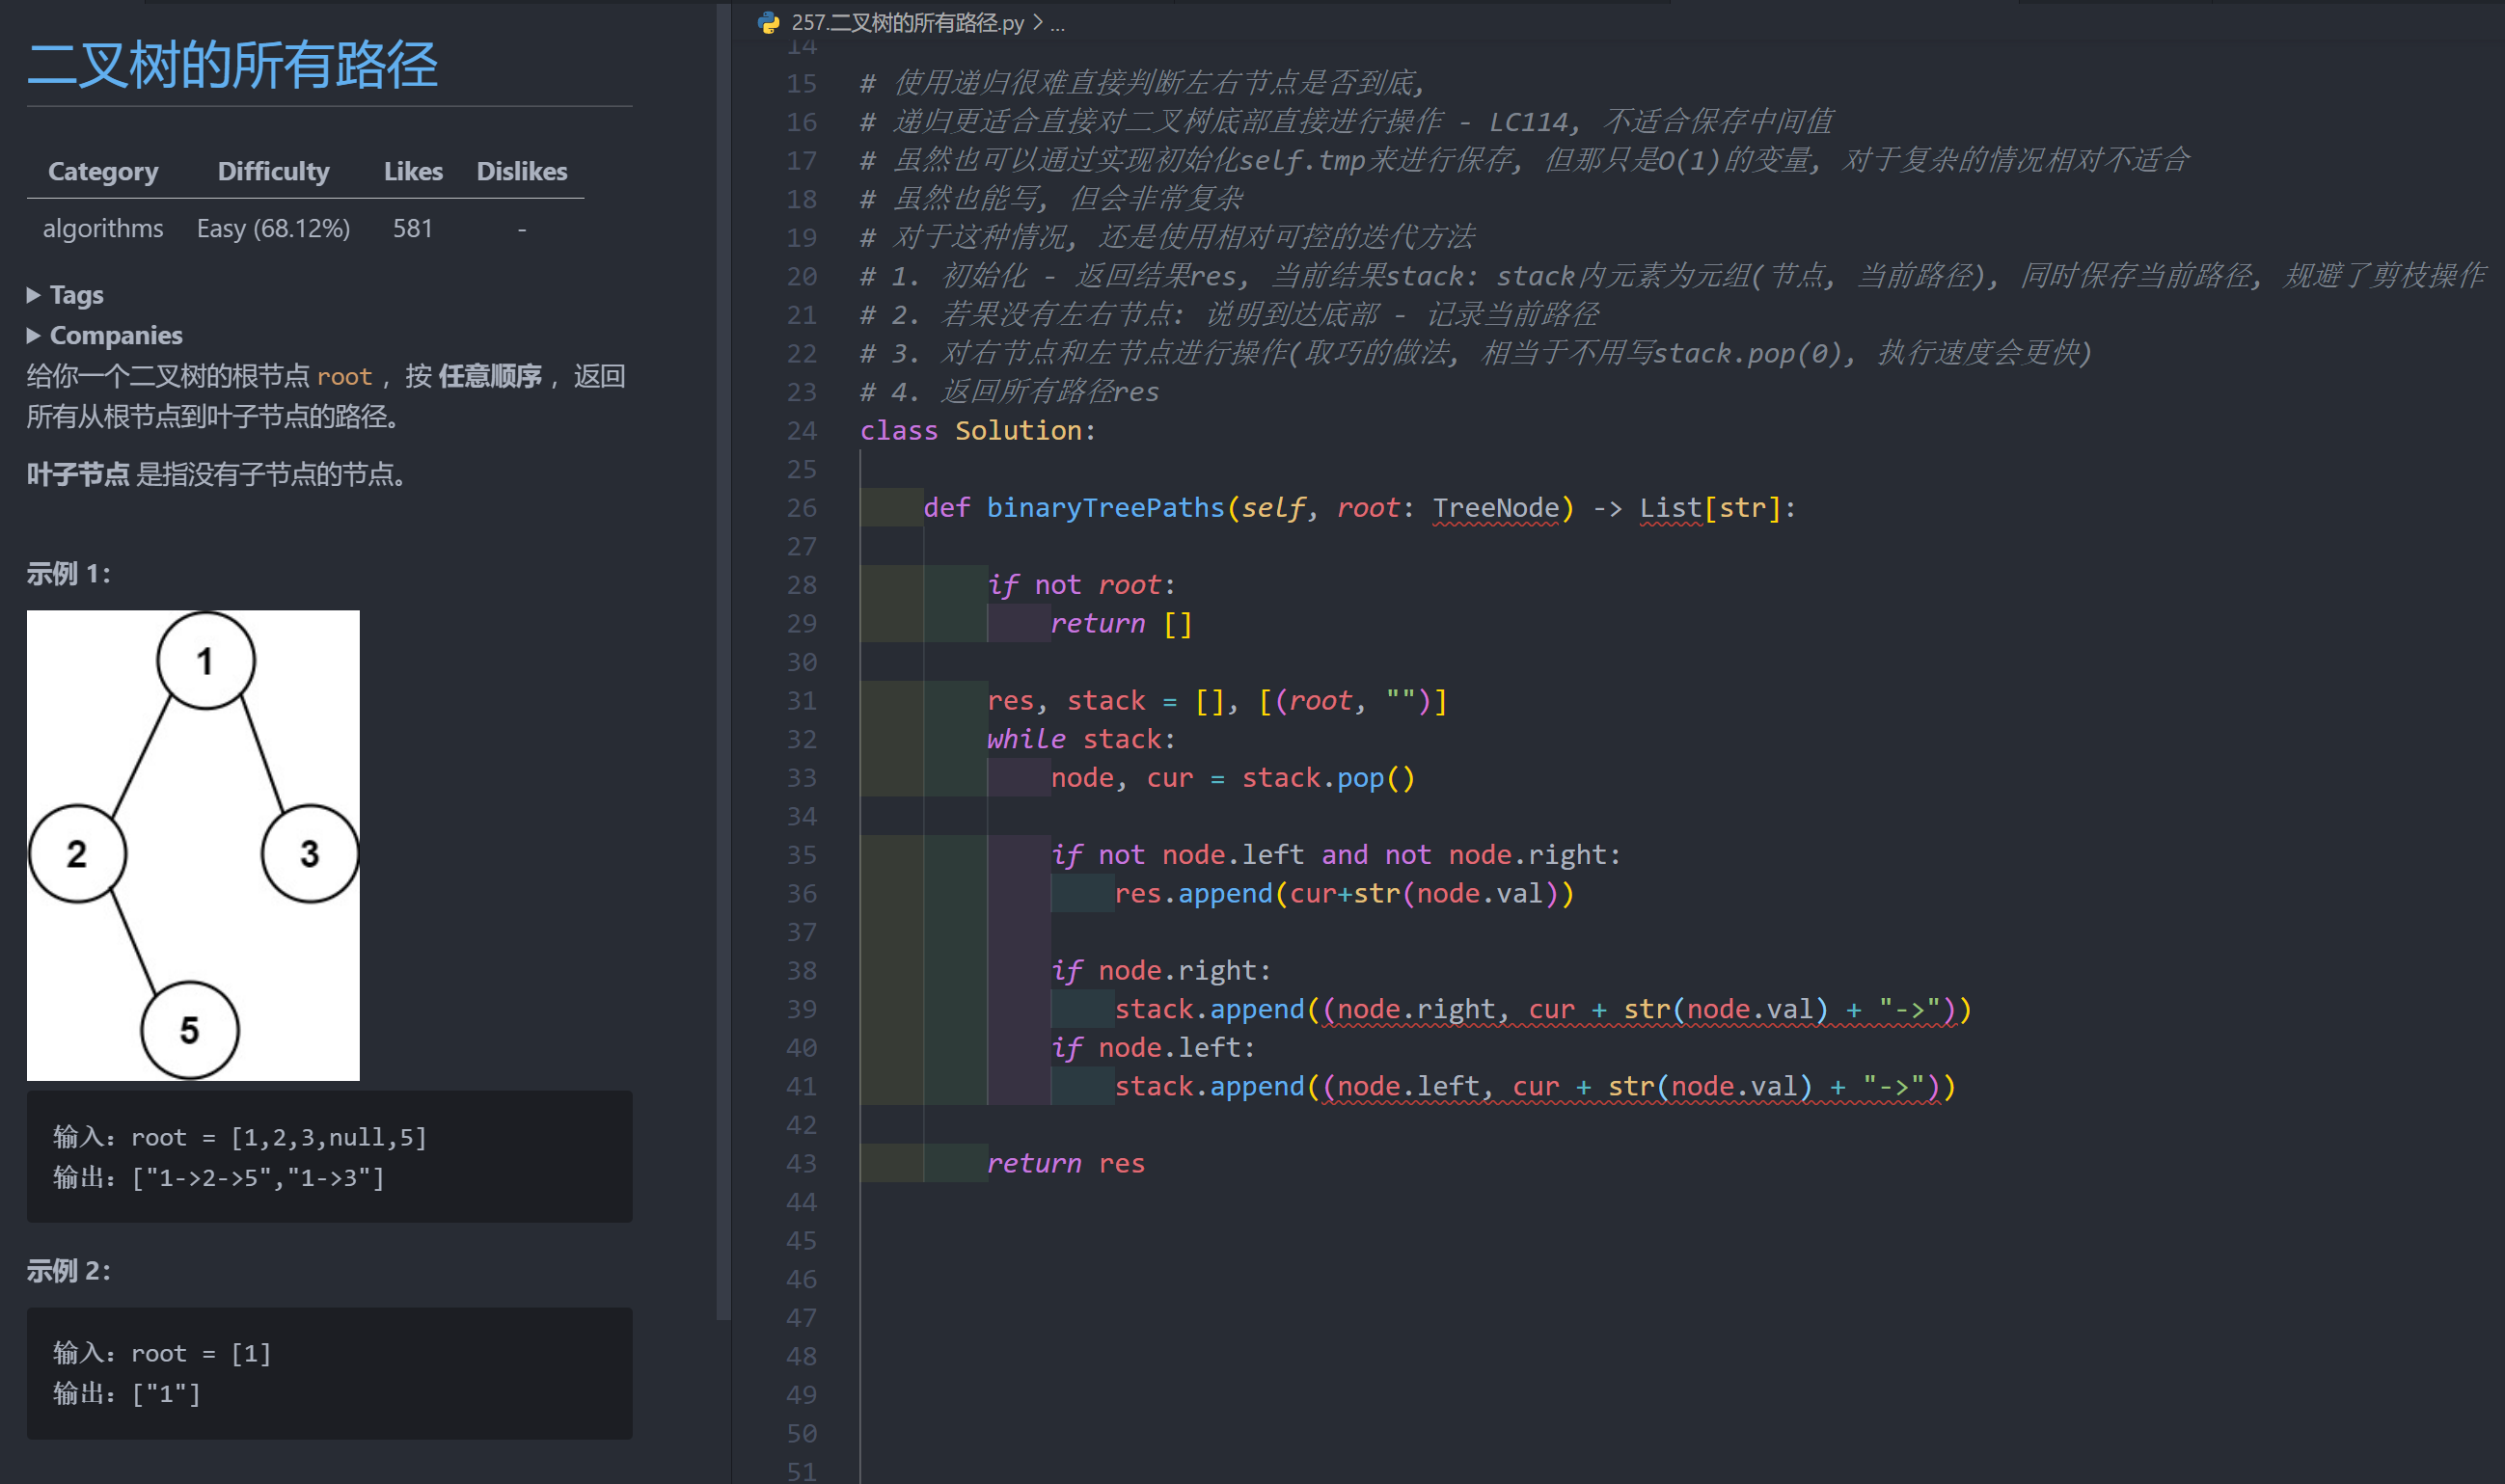 二叉树的所有路径
Category Difficulty Likes Dislikes
algorithms Easy (68.12%) 581 -
Tags
Companies
给你一个二叉树的根节点 root ，按 任意顺序 ，返回
所有从根节点到叶子节点的路径。
叶子节点 是指没有子节点的节点。
示例 1：
1
2
3
5
输入：root = [1,2,3,null,5]
输出：["1->2->5","1->3"]
示例 2：
输入：root = [1]
输出：["1"]
257.二叉树的所有路径.py > ...
14
15 # 使用递归很难直接判断左右节点是否到底,
16 # 递归更适合直接对二叉树底部直接进行操作 - LC114, 不适合保存中间值
17 # 虽然也可以通过实现初始化self.tmp来进行保存, 但那只是O(1)的变量, 对于复杂的情况相对不适合
18 # 虽然也能写, 但会非常复杂
19 # 对于这种情况, 还是使用相对可控的迭代方法
20 # 1. 初始化 - 返回结果res, 当前结果stack: stack内元素为元组(节点, 当前路径), 同时保存当前路径, 规避了剪枝操作
21 # 2. 若果没有左右节点: 说明到达底部 - 记录当前路径
22 # 3. 对右节点和左节点进行操作(取巧的做法, 相当于不用写stack.pop(0), 执行速度会更快)
23 # 4. 返回所有路径res
24 class Solution:
25
26 def binaryTreePaths(self, root: TreeNode) -> List[str]:
27
28 if not root:
29 return []
30
31 res, stack = [], [(root, "")]
32 while stack:
33 node, cur = stack.pop()
34
35 if not node.left and not node.right:
36 res.append(cur+str(node.val))
37
38 if node.right:
39 stack.append((node.right, cur + str(node.val) + "->"))
40 if node.left:
41 stack.append((node.left, cur + str(node.val) + "->"))
42
43 return res
44
45
46
47
48
49
50
51